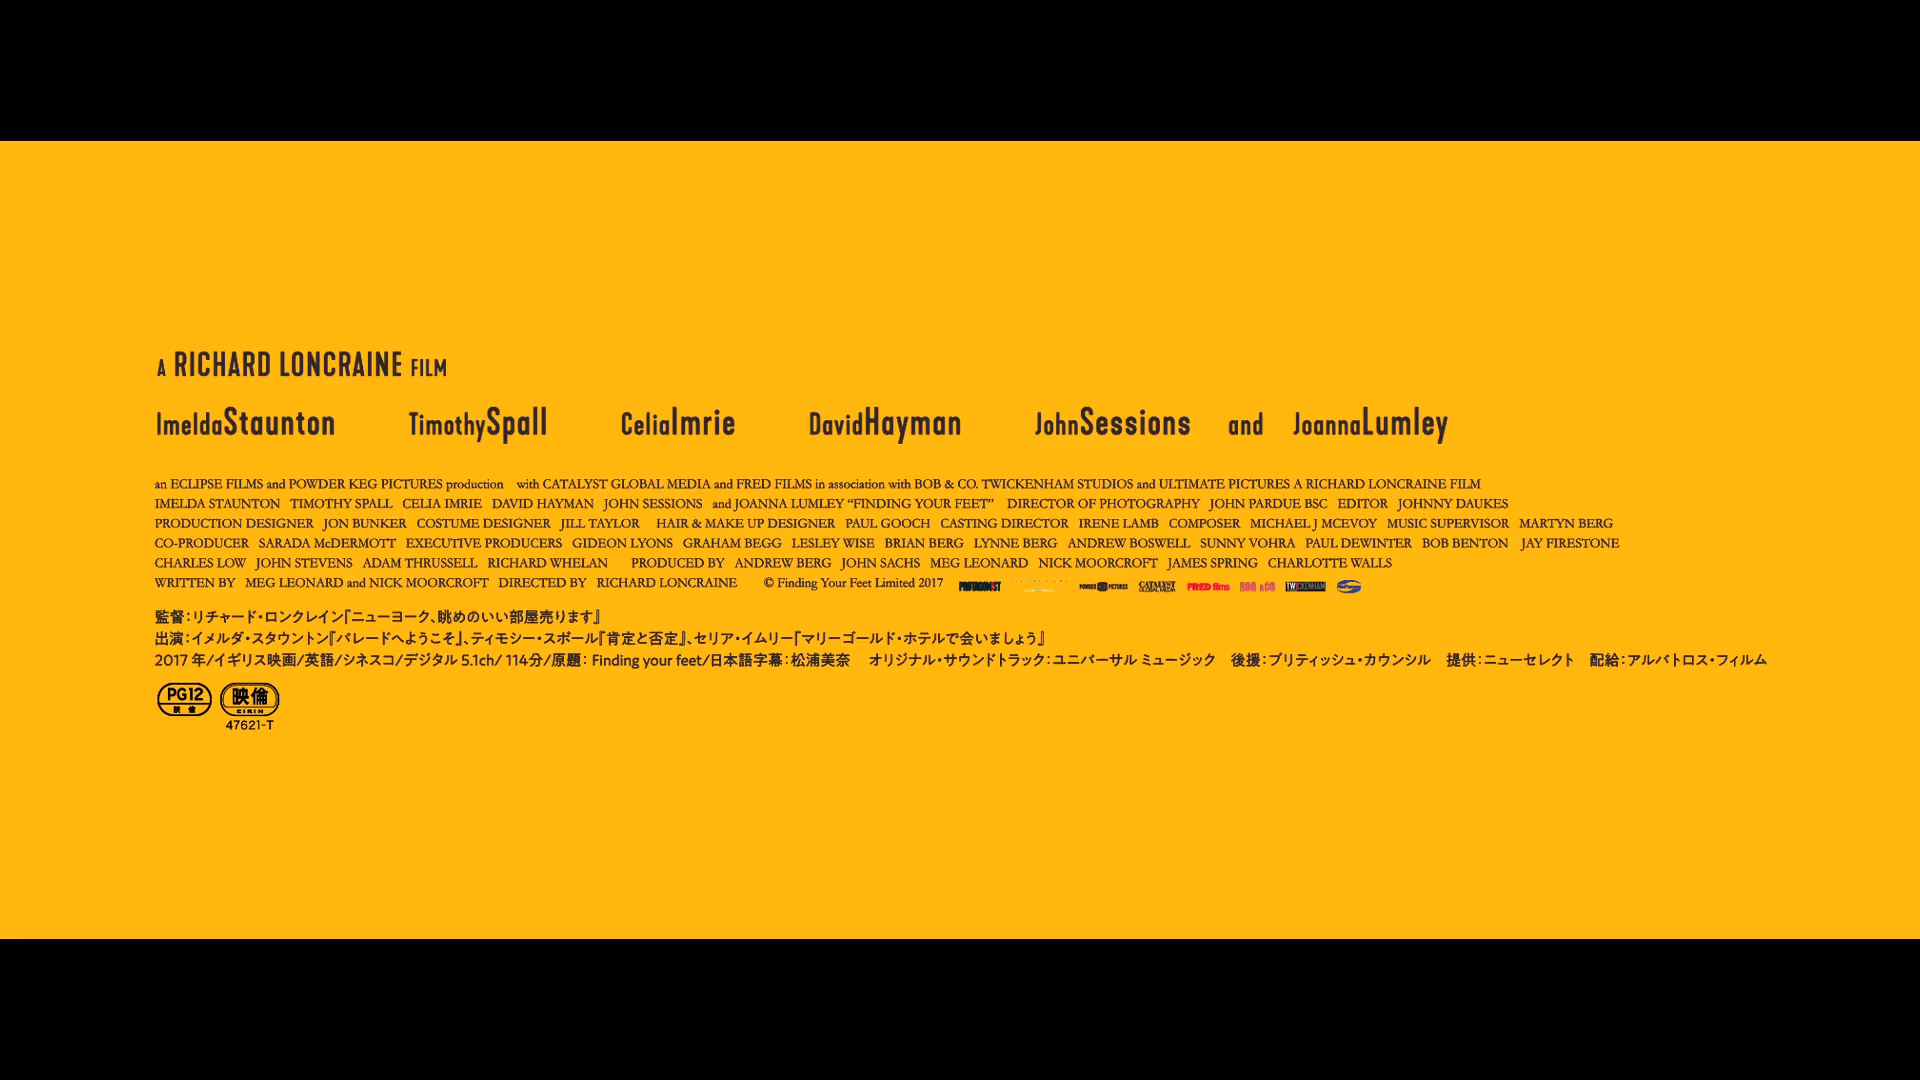 A RICHARD LONCRAINE FILM
ImeldaStaunton TimothySpall CeliaImrie DavidHayman JohnSessions and JoannaLumley
an ECLIPSE FILMS and POWDER KEG PICTURES production with CATALYST GLOBAL MEDIA and FRED FILMS in association with BOB & CO. TWICKENHAM STUDIOS and ULTIMATE PICTURES A RICHARD LONCRAINE FILM
IMELDA STAUNTON TIMOTHY SPALL CELIA IMRIE DAVID HAYMAN JOHN SESSIONS and JOANNA LUMLEY “FINDING YOUR FEET” DIRECTOR OF PHOTOGRAPHY JOHN PARDUE BSC EDITOR JOHNNY DAUKES
PRODUCTION DESIGNER JON BUNKER COSTUME DESIGNER JILL TAYLOR HAIR & MAKE UP DESIGNER PAUL GOOCH CASTING DIRECTOR IRENE LAMB COMPOSER MICHAEL J MCEVOY MUSIC SUPERVISOR MARTYN BERG
CO-PRODUCER SARADA McDERMOTT EXECUTIVE PRODUCERS GIDEON LYONS GRAHAM BEGG LESLEY WISE BRIAN BERG LYNNE BERG ANDREW BOSWELL SUNNY VOHRA PAUL DEWINTER BOB BENTON JAY FIRESTONE
CHARLES LOW JOHN STEVENS ADAM THRUSSELL RICHARD WHELAN PRODUCED BY ANDREW BERG JOHN SACHS MEG LEONARD NICK MOORCROFT JAMES SPRING CHARLOTTE WALLS
WRITTEN BY MEG LEONARD and NICK MOORCROFT DIRECTED BY RICHARD LONCRAINE © Finding Your Feet Limited 2017 PROTAGONIST POWDER KEG PICTURES CATALYST GLOBAL MEDIA FRED films BOB &CO TWICKENHAM
監督:リチャード・ロンクレイン『ニューヨーク、眺めのいい部屋売ります』
出演:イメルダ・スタウントン『パレードへようこそ』、ティモシー・スポール『肯定と否定』、セリア・イムリー『マリーゴールド・ホテルで会いましょう』
2017 年/イギリス映画/英語/シネスコ/デジタル 5.1ch/ 114分/原題: Finding your feet/日本語字幕:松浦美奈 オリジナル・サウンドトラック:ユニバーサル ミュージック 後援:ブリティッシュ・カウンシル 提供:ニューセレクト 配給:アルバトロス・フィルム
PG12 映倫
映倫 EIRIN
47621-T